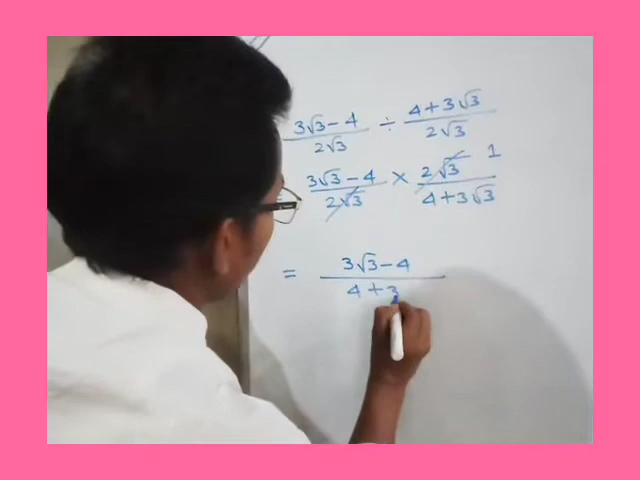 3√3 - 4 / 2√3 ÷ 4 + 3√3 / 2√3
3√3 - 4 / 2√3 × 2√3 / 4 + 3√3 1
= 3√3 - 4 / 4 + 3